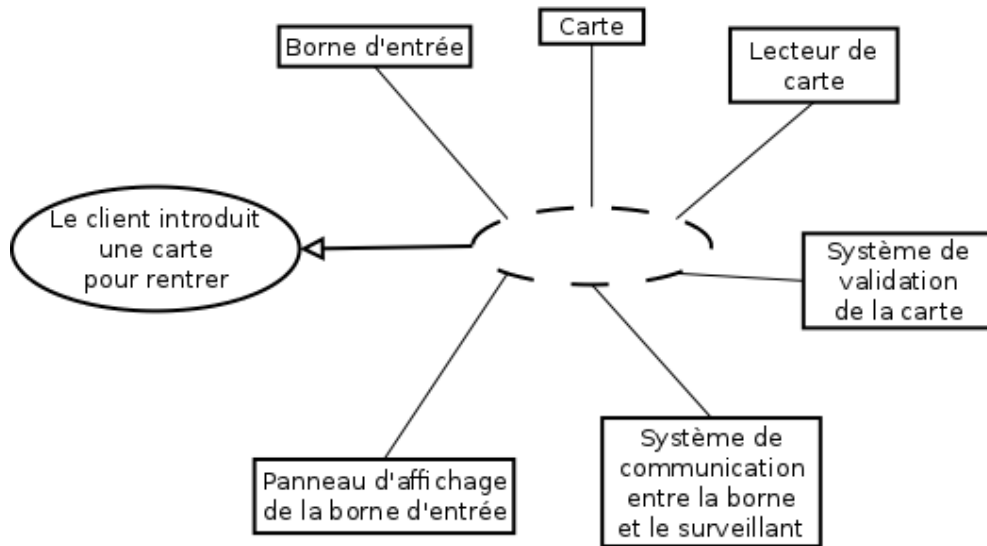 Borne d'entrée
Carte
Lecteur de
carte
Le client introduit
une carte
pour rentrer
Système de
validation
de la carte
Panneau d'affichage
de la borne d'entrée
Système de
communication
entre la borne
et le surveillant